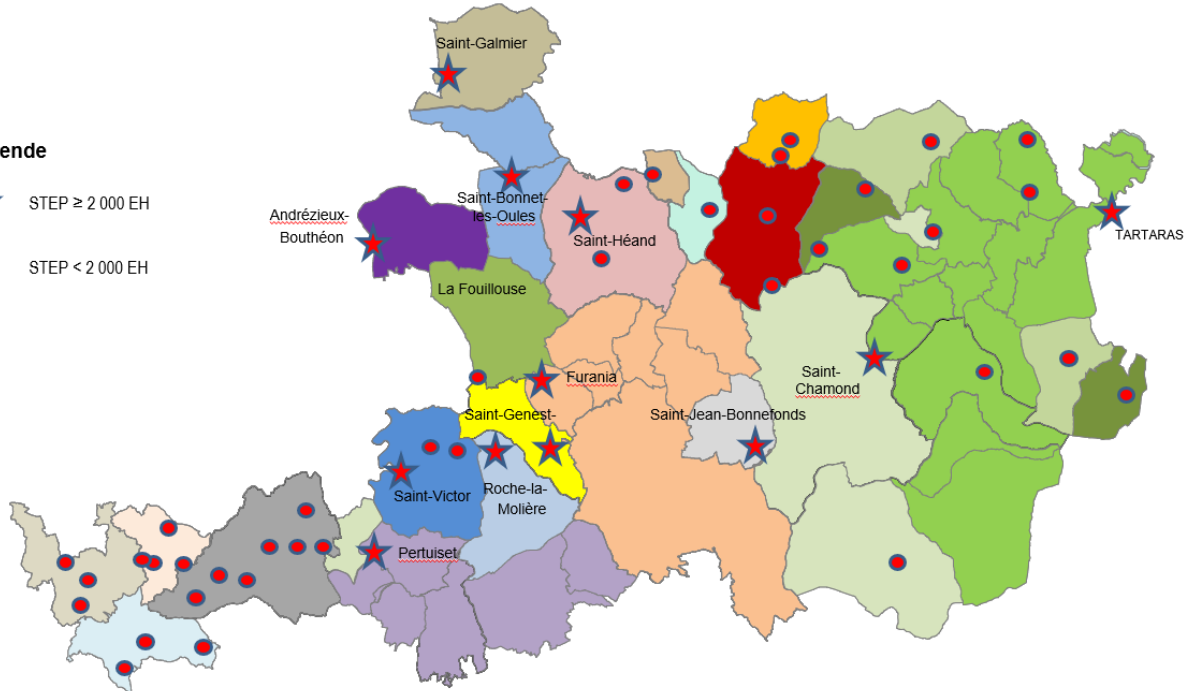 Saint-Galmier
ende
STEP ≥ 2 000 EH
Saint-Bonnet-
les-Oules
Andrézieux-
Bouthéon
Saint-Héand
TARTARAS
STEP < 2 000 EH
La Fouillouse
Furania
Saint-
Chamond
Saint-Genest-
Saint-Jean-Bonnefonds
Saint-Victor
Roche-la-
Molière
Pertuiset